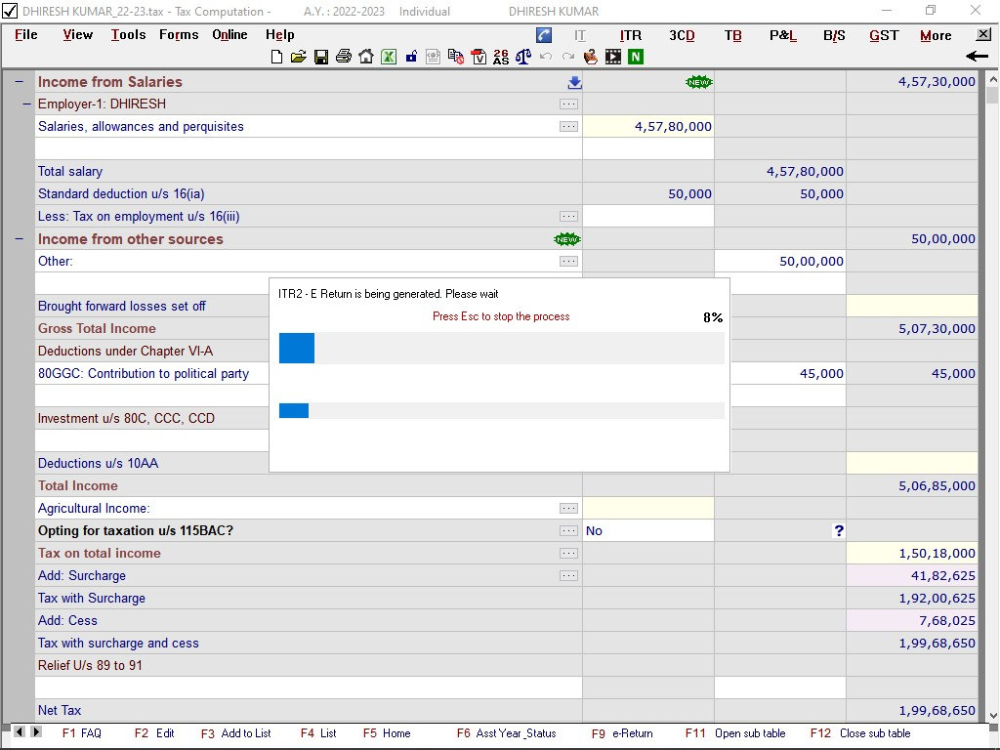 DHIRESH KUMAR_22-23.tax - Tax Computation - A.Y. : 2022-2023 Individual DHIRESH KUMAR
File View Tools Forms Online Help IT ITR 3CD TB P&L B/S GST More
26 AS N
Income from Salaries NEW 4,57,30,000
Employer-1: DHIRESH
Salaries, allowances and perquisites 4,57,80,000
Total salary 4,57,80,000
Standard deduction u/s 16(ia) 50,000 50,000
Less: Tax on employment u/s 16(iii)
Income from other sources NEW 50,00,000
Other: 50,00,000
ITR2 - E Return is being generated. Please wait
Press Esc to stop the process 8%
Brought forward losses set off
Gross Total Income 5,07,30,000
Deductions under Chapter VI-A
80GGC: Contribution to political party 45,000 45,000
Investment u/s 80C, CCC, CCD
Deductions u/s 10AA
Total Income 5,06,85,000
Agricultural Income:
Opting for taxation u/s 115BAC? No ?
Tax on total income 1,50,18,000
Add: Surcharge 41,82,625
Tax with Surcharge 1,92,00,625
Add: Cess 7,68,025
Tax with surcharge and cess 1,99,68,650
Relief U/s 89 to 91
Net Tax 1,99,68,650
F1 FAQ F2 Edit F3 Add to List F4 List F5 Home F6 Asst Year_Status F9 e-Return F11 Open sub table F12 Close sub table